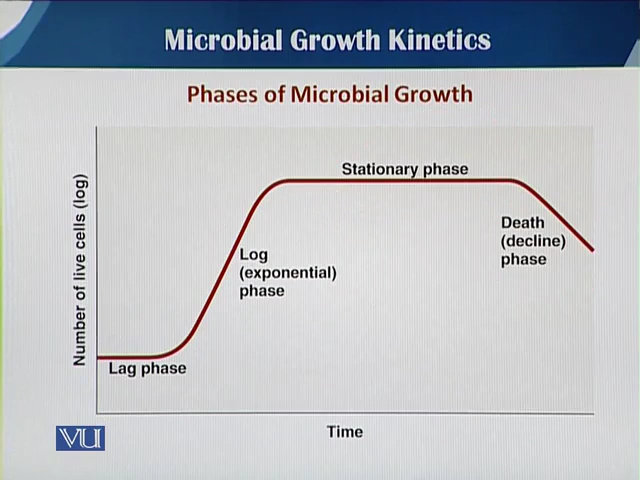 Microbial Growth Kinetics
Phases of Microbial Growth
Number of live cells (log)
Stationary phase
Death
(decline)
phase
Log
(exponential)
phase
Lag phase
Time
VU